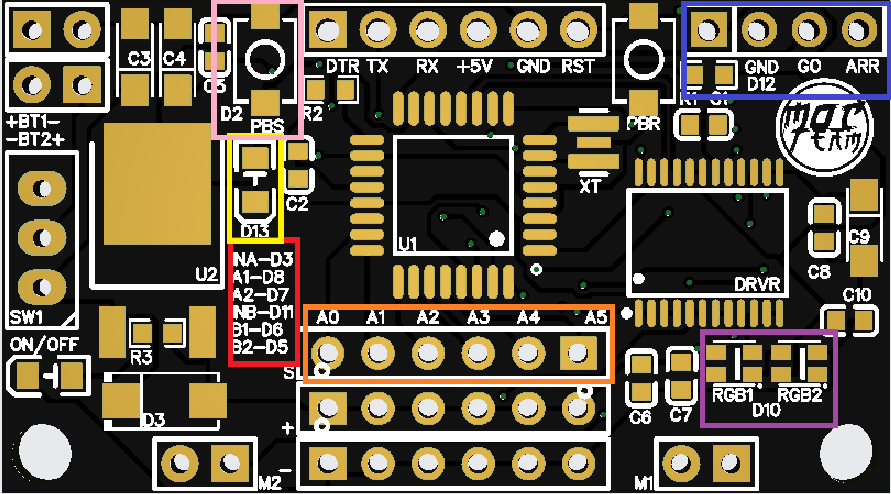 C3 C4 C5
DTR TX RX +5V GND RST
GND GO ARR
D12
D2 R2 R1 C1
PBS PBR
+BT1-
-BT2+
mor
TEAM
XT
C2
D13
U1
U2
C9
C8
DRVR
INA-D3
A1-D8
A2-D7
INB-D11
B1-D6
B2-D5
SW1
C10
A0 A1 A2 A3 A4 A5
ON/OFF
R3
D3
RGB1 RGB2
D10
C6 C7
+
-
M2 M1